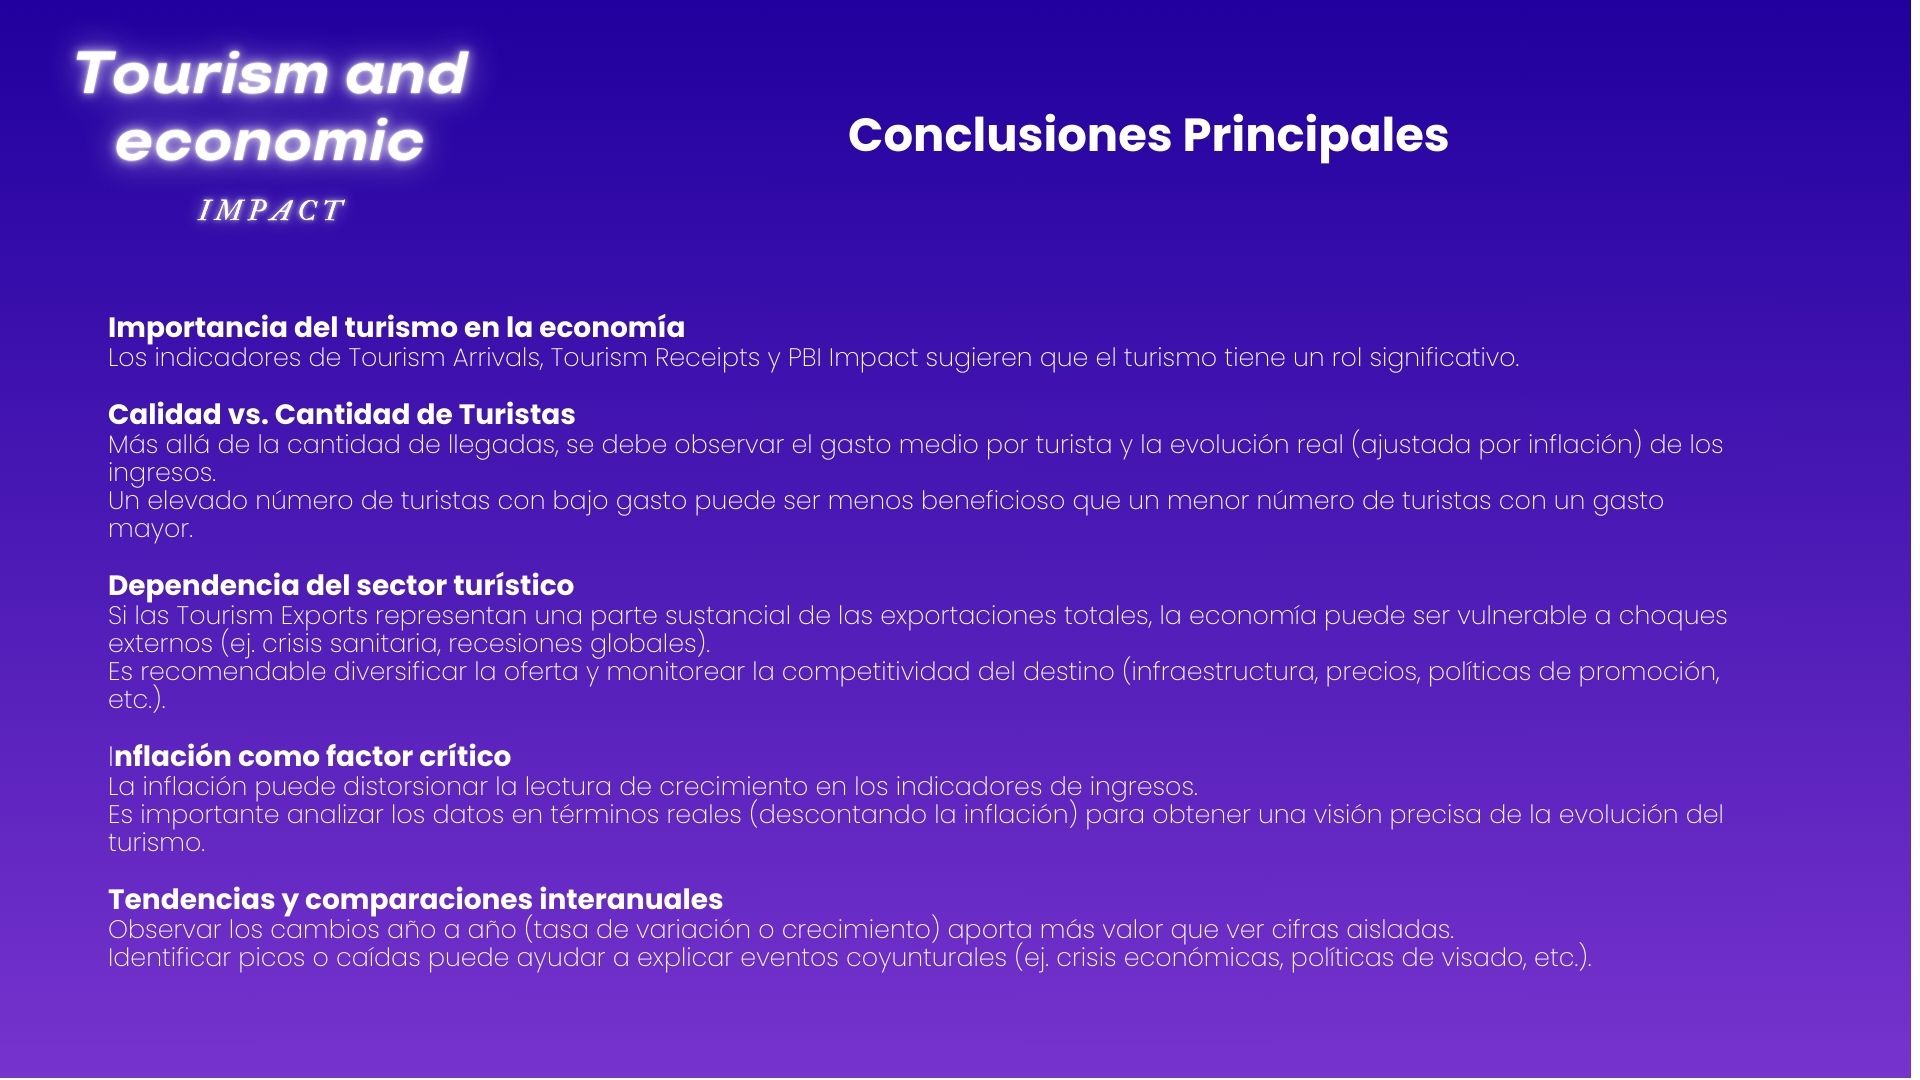 Tourism and
economic
IMPACT
Conclusiones Principales
Importancia del turismo en la economía
Los indicadores de Tourism Arrivals, Tourism Receipts y PBI Impact sugieren que el turismo tiene un rol significativo.
Calidad vs. Cantidad de Turistas
Más allá de la cantidad de llegadas, se debe observar el gasto medio por turista y la evolución real (ajustada por inflación) de los
ingresos.
Un elevado número de turistas con bajo gasto puede ser menos beneficioso que un menor número de turistas con un gasto
mayor.
Dependencia del sector turístico
Si las Tourism Exports representan una parte sustancial de las exportaciones totales, la economía puede ser vulnerable a choques
externos (ej. crisis sanitaria, recesiones globales).
Es recomendable diversificar la oferta y monitorear la competitividad del destino (infraestructura, precios, políticas de promoción,
etc.).
Inflación como factor crítico
La inflación puede distorsionar la lectura de crecimiento en los indicadores de ingresos.
Es importante analizar los datos en términos reales (descontando la inflación) para obtener una visión precisa de la evolución del
turismo.
Tendencias y comparaciones interanuales
Observar los cambios año a año (tasa de variación o crecimiento) aporta más valor que ver cifras aisladas.
Identificar picos o caídas puede ayudar a explicar eventos coyunturales (ej. crisis económicas, políticas de visado, etc.).